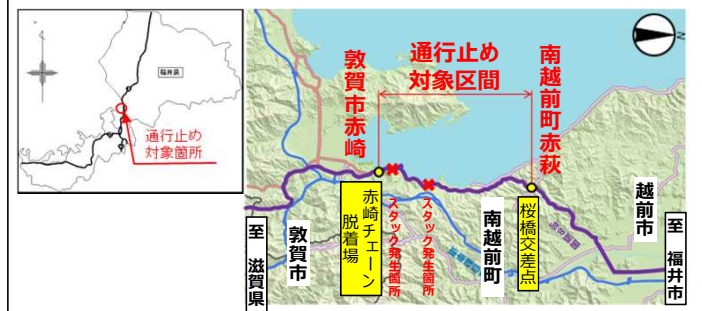 福井県
通行止め
対象箇所
通行止め
対象区間
敦賀市赤崎
南越前町赤萩
至 滋賀県
敦賀市
赤崎チェーン
脱着場
スタック発生箇所
スタック発生箇所
南越前町
桜橋交差点
越前市
至 福井市